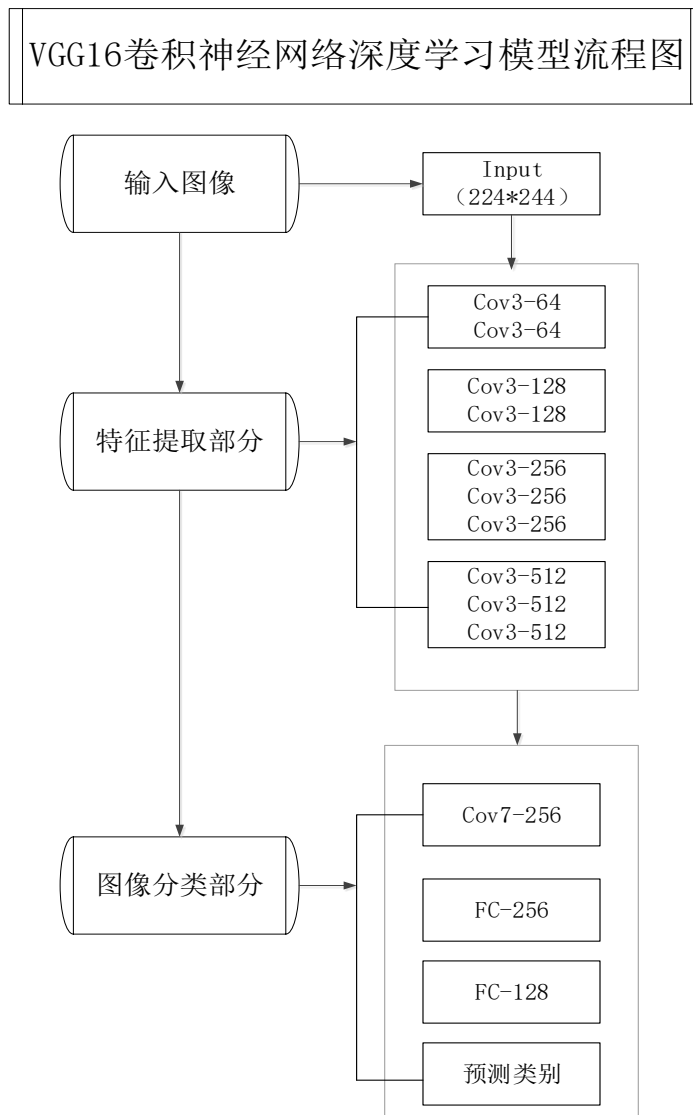 VGG16卷积神经网络深度学习模型流程图
输入图像
Input
（224*244）
特征提取部分
Cov3-64
Cov3-64
Cov3-128
Cov3-128
Cov3-256
Cov3-256
Cov3-256
Cov3-512
Cov3-512
Cov3-512
图像分类部分
Cov7-256
FC-256
FC-128
预测类别